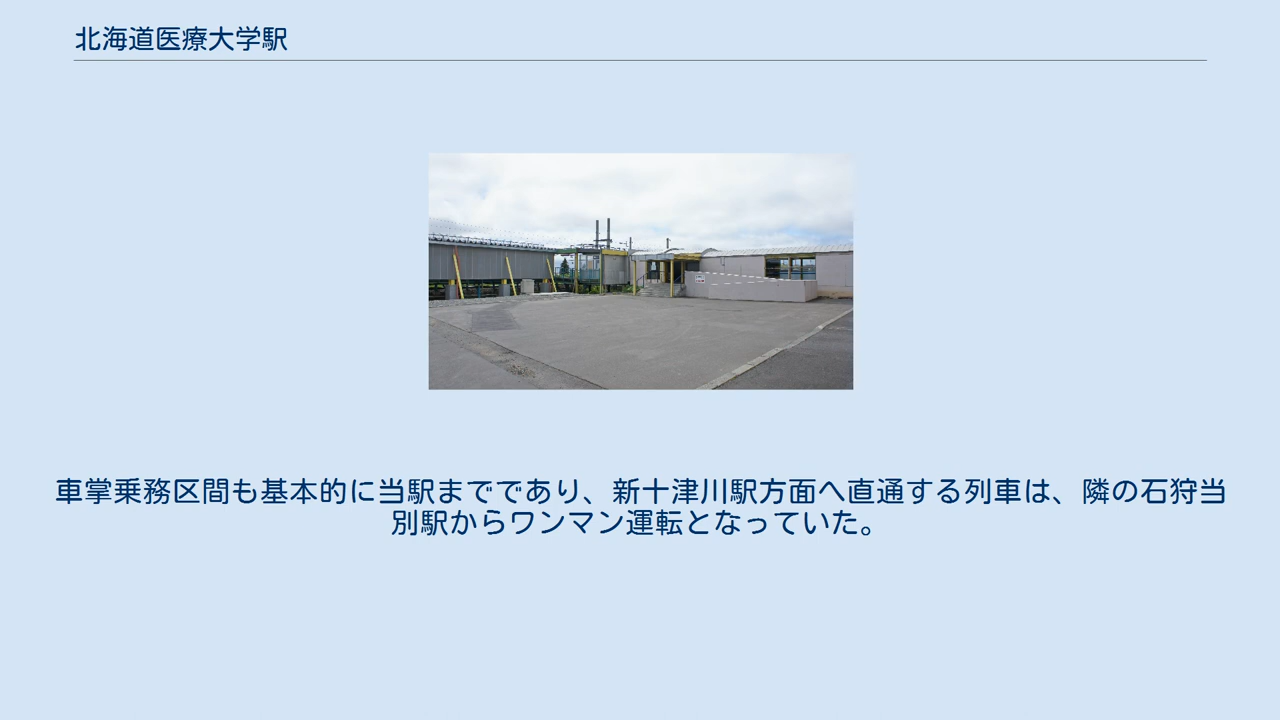 北海道医療大学駅
車掌乗務区間も基本的に当駅まででであり、新十津川駅方面へ直通する列車は、隣の石狩当
別駅からワンマン運転となっていた。